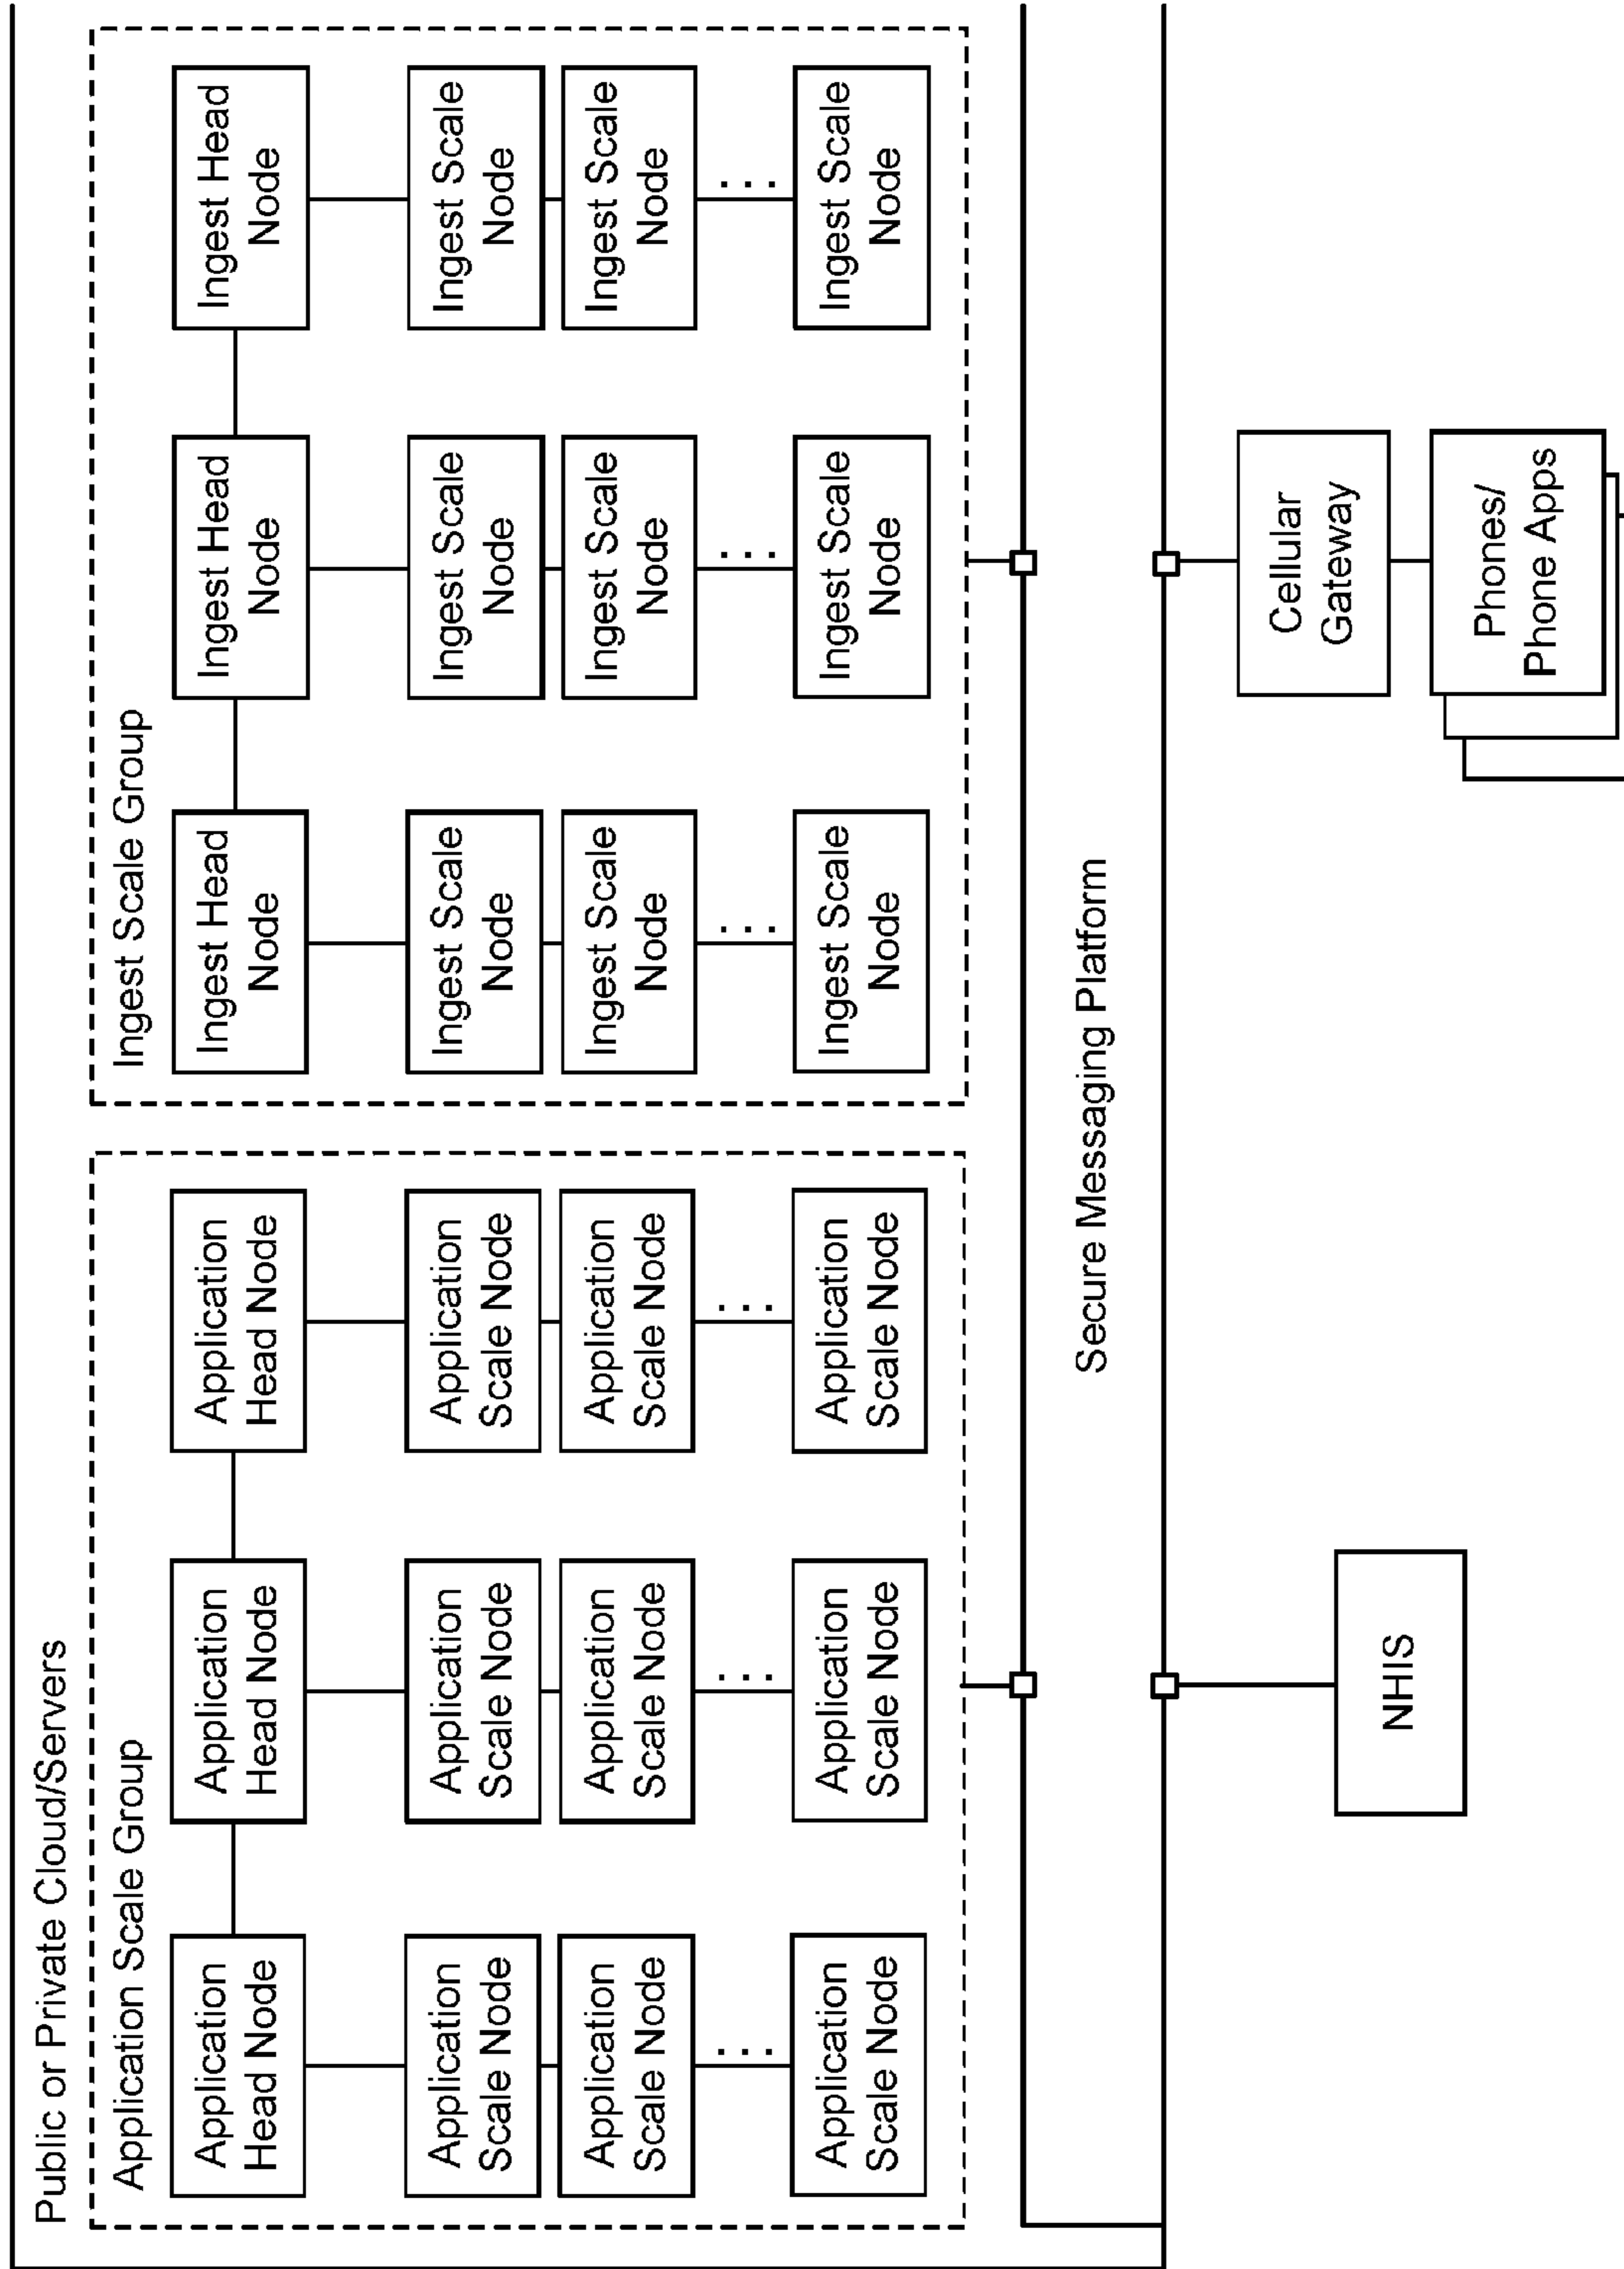 Public or Private Cloud/Servers
Application Scale Group
Application
Head Node
Application
Head Node
Application
Head Node
Application
Scale Node
Application
Scale Node
Application
Scale Node
Application
Scale Node
Application
Scale Node
Application
Scale Node
...
...
...
Application
Scale Node
Application
Scale Node
Application
Scale Node
Ingest Scale Group
Ingest Head
Node
Ingest Head
Node
Ingest Head
Node
Ingest Scale
Node
Ingest Scale
Node
Ingest Scale
Node
Ingest Scale
Node
Ingest Scale
Node
Ingest Scale
Node
...
...
...
Ingest Scale
Node
Ingest Scale
Node
Ingest Scale
Node
Secure Messaging Platform
NHIS
Cellular
Gateway
Phones/
Phone Apps